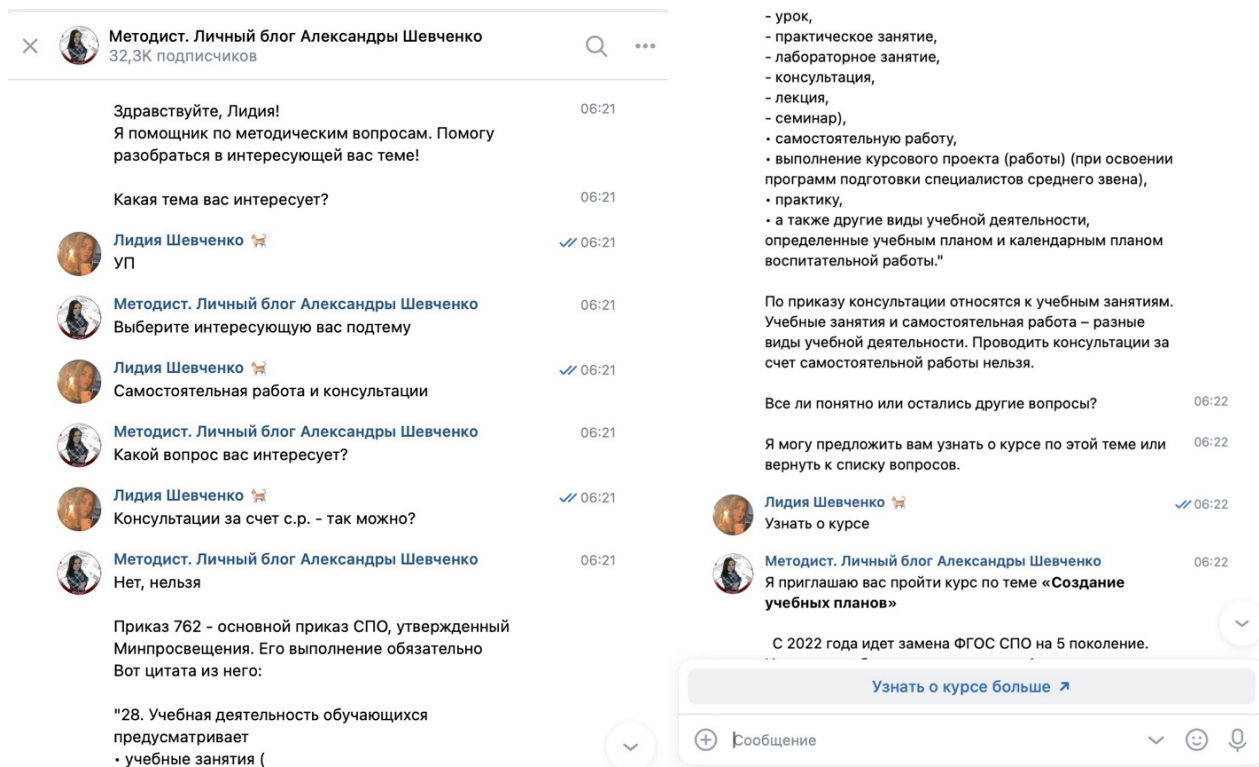 Методист. Личный блог Александры Шевченко
32,3K подписчиков
Здравствуйте, Лидия!
06:21
Я помощник по методическим вопросам. Помогу
разобраться в интересующей вас теме!
Какая тема вас интересует?
06:21
Лидия Шевченко
06:21
УП
Методист. Личный блог Александры Шевченко
06:21
Выберите интересующую вас подтему
Лидия Шевченко
06:21
Самостоятельная работа и консультации
Методист. Личный блог Александры Шевченко
06:21
Какой вопрос вас интересует?
Лидия Шевченко
06:21
Консультации за счет с.р. - так можно?
Методист. Личный блог Александры Шевченко
06:21
Нет, нельзя
Приказ 762 - основной приказ СПО, утвержденный
Минпросвещения. Его выполнение обязательно
Вот цитата из него:
"28. Учебная деятельность обучающихся
предусматривает
• учебные занятия (
- урок,
- практическое занятие,
- лабораторное занятие,
- консультация,
- лекция,
- семинар),
• самостоятельную работу,
• выполнение курсового проекта (работы) (при освоении
программ подготовки специалистов среднего звена),
• практику,
• а также другие виды учебной деятельности,
определенные учебным планом и календарным планом
воспитательной работы."
По приказу консультации относятся к учебным занятиям.
Учебные занятия и самостоятельная работа – разные
виды учебной деятельности. Проводить консультации за
счет самостоятельной работы нельзя.
Все ли понятно или остались другие вопросы?
06:22
Я могу предложить вам узнать о курсе по этой теме или
06:22
вернуть к списку вопросов.
Лидия Шевченко
06:22
Узнать о курсе
Методист. Личный блог Александры Шевченко
06:22
Я приглашаю вас пройти курс по теме «Создание
учебных планов»
С 2022 года идет замена ФГОС СПО на 5 поколение.
Узнать о курсе больше
Сообщение